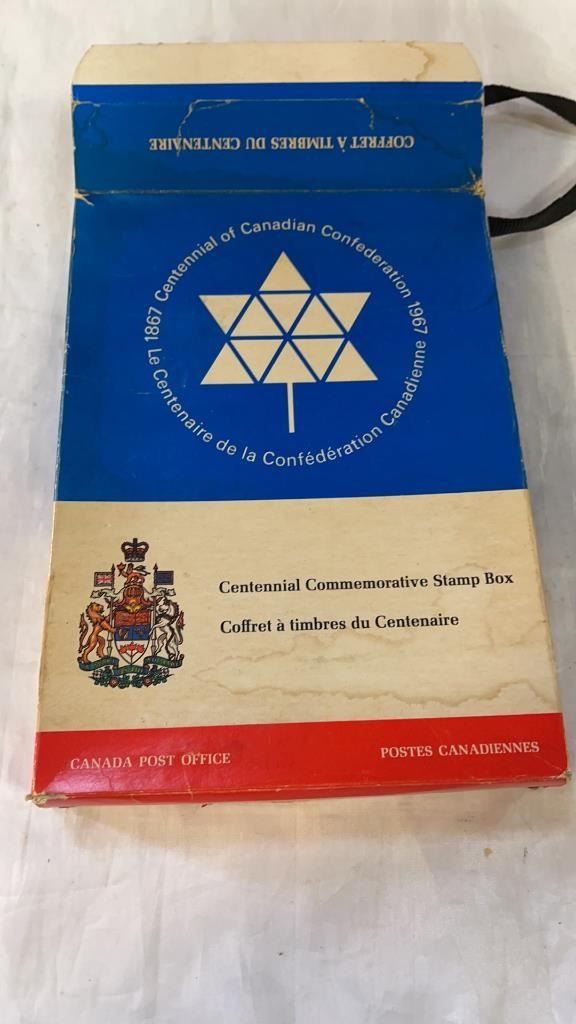 COFFRET À TIMBRES DU CENTENAIRE
1867 Centennial of Canadian Confederation 1967
Le Centenaire de la Confédération Canadienne
Centennial Commemorative Stamp Box
Coffret à timbres du Centenaire
CANADA POST OFFICE
POSTES CANADIENNES